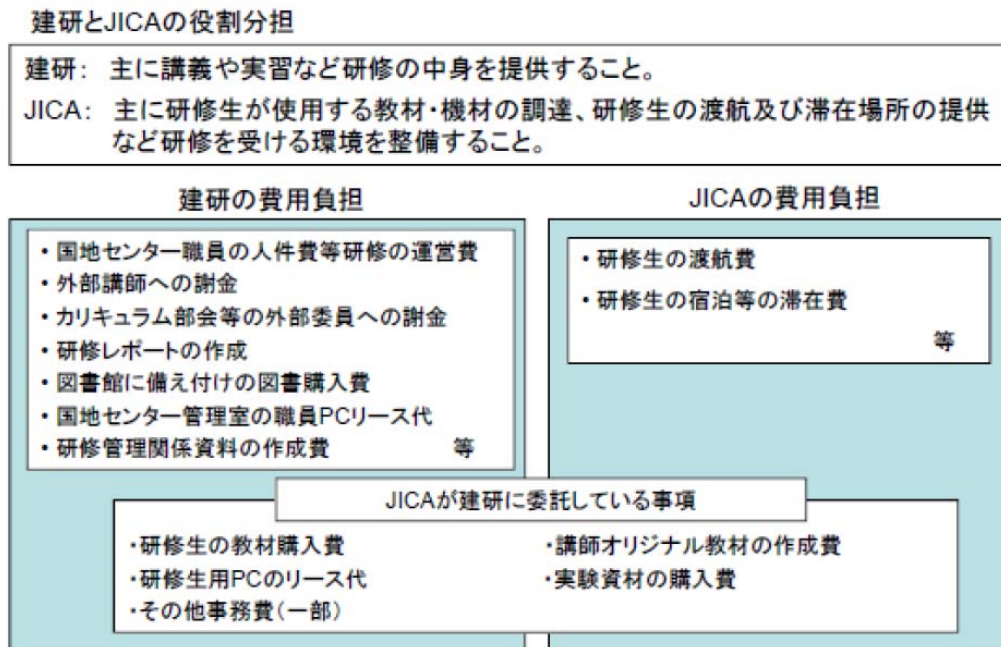 建研とJICAの役割分担
建研： 主に講義や実習など研修の中身を提供すること。
JICA： 主に研修生が使用する教材・機材の調達、研修生の渡航及び滞在場所の提供
など研修を受ける環境を整備すること。
建研の費用負担
・国地センター職員の人件費等研修の運営費
・外部講師への謝金
・カリキュラム部会等の外部委員への謝金
・研修レポートの作成
・図書館に備え付けの図書購入費
・国地センター管理室の職員PCリース代
・研修管理関係資料の作成費 等
JICAの費用負担
・研修生の渡航費
・研修生の宿泊等の滞在費
等
JICAが建研に委託している事項
・研修生の教材購入費
・研修生用PCのリース代
・その他事務費（一部）
・講師オリジナル教材の作成費
・実験資材の購入費